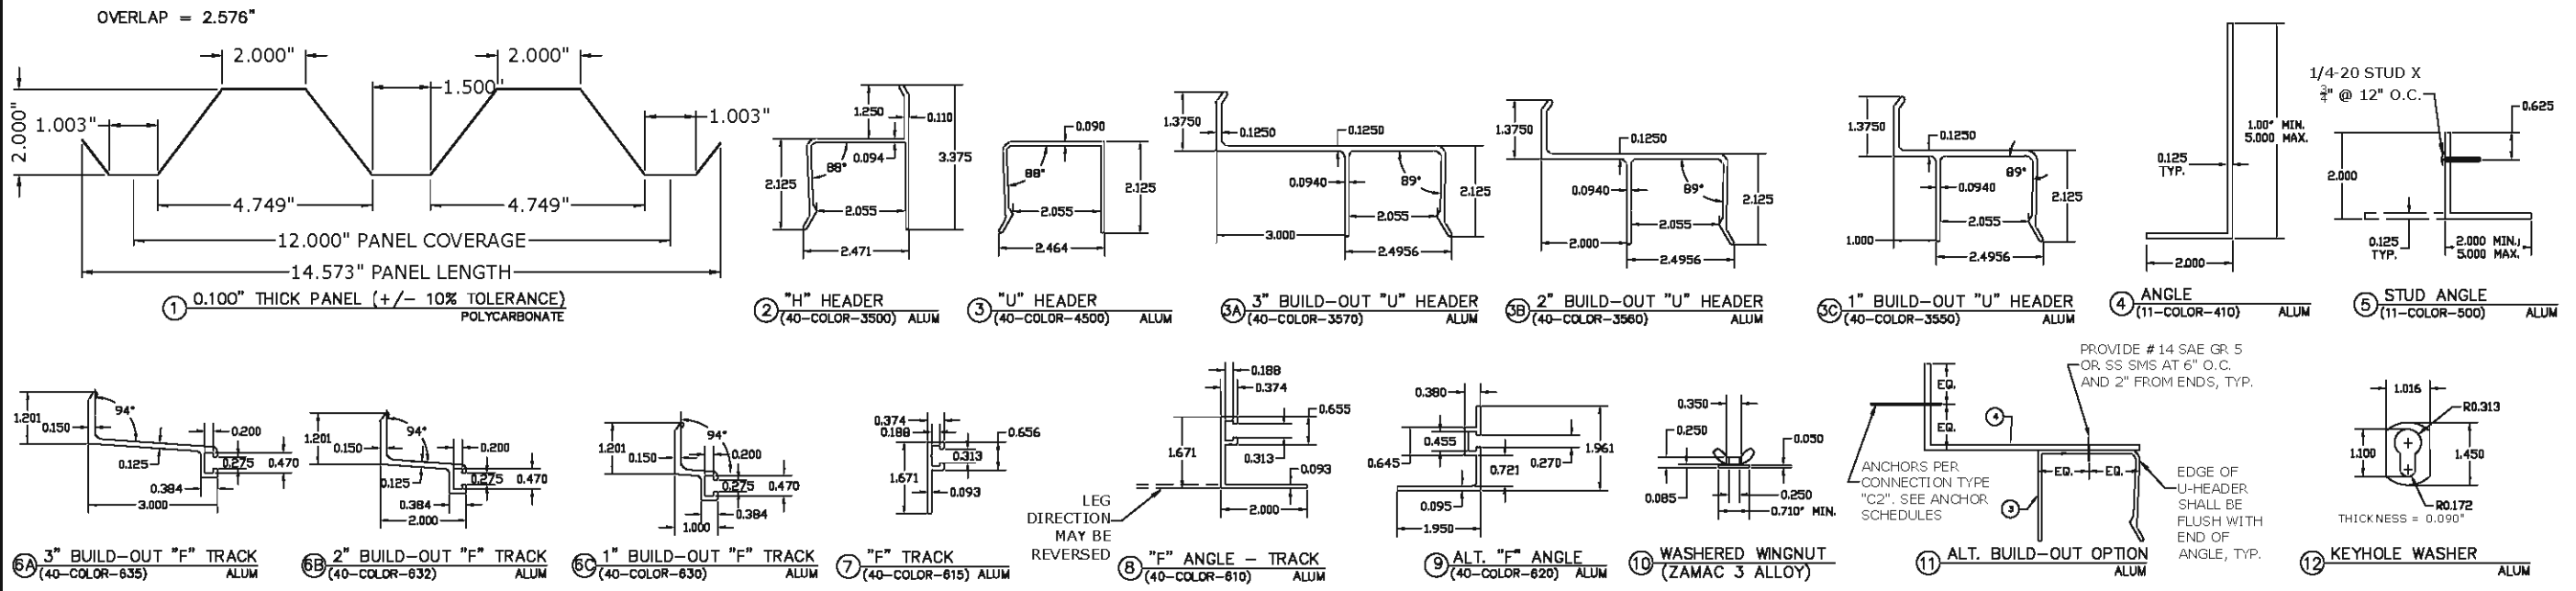 OVERLAP = 2.576"
2.000"
2.000"
1.500"
2.000"
1.003"
1.003"
4.749"
4.749"
12.000" PANEL COVERAGE
14.573" PANEL LENGTH
1 0.100" THICK PANEL (+/- 10% TOLERANCE)
POLYCARBONATE
1.250
0.110
0.094
3.375
88°
2.125
2.055
2.471
2 "H" HEADER
(40-COLOR-3500) ALUM
0.090
88°
2.125
2.055
2.464
3 "U" HEADER
(40-COLOR-4500) ALUM
1.3750
0.1250
0.1250
0.0940
89°
2.125
2.055
3.000
2.4956
3A 3" BUILD-OUT "U" HEADER
(40-COLOR-3570) ALUM
1.3750
0.1250
0.0940
89°
2.125
2.055
2.000
2.4956
3B 2" BUILD-OUT "U" HEADER
(40-COLOR-3560) ALUM
1.3750
0.1250
0.0940
89°
2.125
2.055
1.000
2.4956
3C 1" BUILD-OUT "U" HEADER
(40-COLOR-3550) ALUM
1.00" MIN.
5.000 MAX.
0.125
TYP.
2.000
4 ANGLE
(11-COLOR-410) ALUM
1/4-20 STUD X
3/4" @ 12" O.C.
0.625
2.000
0.125
TYP.
2.000 MIN.;
5.000 MAX.
5 STUD ANGLE
(11-COLOR-500) ALUM
1.201
0.150
94°
0.125
0.200
0.275
0.470
0.384
3.000
6A 3" BUILD-OUT "F" TRACK
(40-COLOR-635) ALUM
1.201
0.150
94°
0.125
0.200
0.275
0.470
0.384
2.000
6B 2" BUILD-OUT "F" TRACK
(40-COLOR-632) ALUM
1.201
0.150
94°
0.200
0.275
0.470
0.384
1.000
6C 1" BUILD-OUT "F" TRACK
(40-COLOR-630) ALUM
0.374
0.188
0.656
0.313
1.671
0.093
7 "F" TRACK
(40-COLOR-615) ALUM
0.188
0.374
0.655
1.671
0.313
0.093
2.000
LEG
DIRECTION
MAY BE
REVERSED
8 "F" ANGLE - TRACK
(40-COLOR-610) ALUM
0.380
0.455
0.645
0.721
0.270
1.961
0.095
1.950
9 ALT. "F" ANGLE
(40-COLOR-620) ALUM
0.350
0.250
0.050
0.085
0.250
0.710" MIN.
10 WASHERED WINGNUT
(ZAMAC 3 ALLOY)
PROVIDE #14 SAE GR 5
OR SS SMS AT 6" O.C.
AND 2" FROM ENDS, TYP.
EQ.
4
EQ.
ANCHORS PER
CONNECTION TYPE
"C2". SEE ANCHOR
SCHEDULES
EQ.
EQ.
3
EDGE OF
U-HEADER
SHALL BE
FLUSH WITH
END OF
ANGLE, TYP.
11 ALT. BUILD-OUT OPTION
ALUM
1.016
R0.313
1.100
1.450
R0.172
THICKNESS = 0.090"
12 KEYHOLE WASHER
ALUM